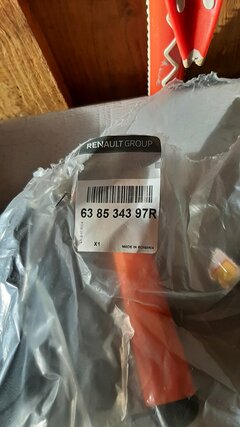 RENAULT GROUP
63 85 343 97R
X1
MADE IN ROMANIA